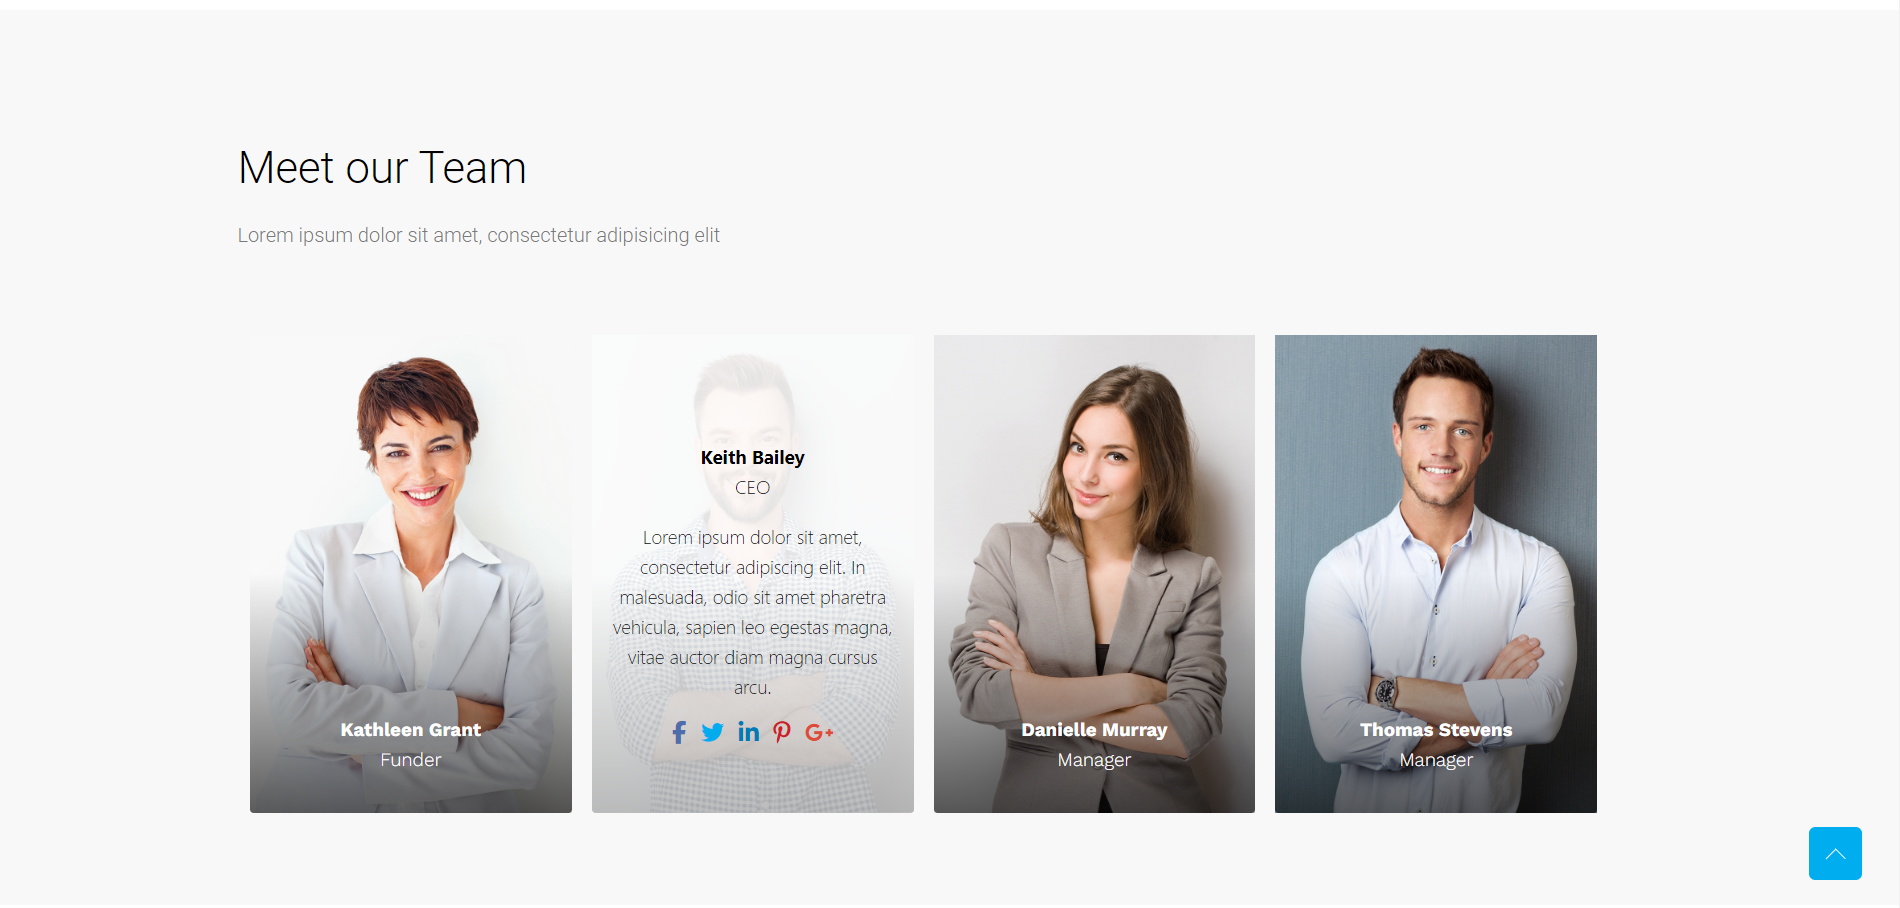 Meet our Team
Lorem ipsum dolor sit amet, consectetur adipisicing elit
Kathleen Grant
Funder
Keith Bailey
CEO
Lorem ipsum dolor sit amet,
consectetur adipiscing elit. In
malesuada, odio sit amet pharetra
vehicula, sapien leo egestas magna,
vitae auctor diam magna cursus
arcu.
Danielle Murray
Manager
Thomas Stevens
Manager